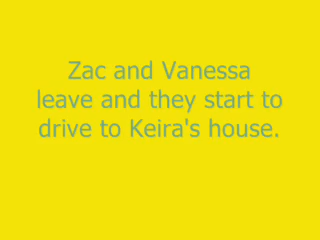 Zac and Vanessa
leave and they start to
drive to Keira's house.